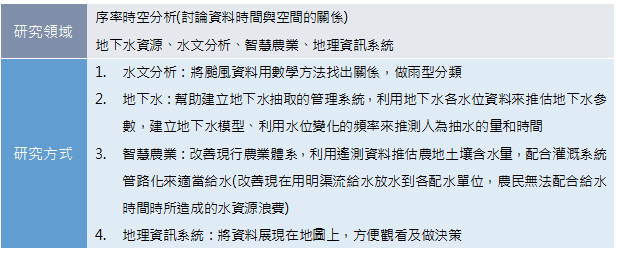 研究領域
序率時空分析(討論資料時間與空間的關係)
地下水資源、水文分析、智慧農業、地理資訊系統
研究方式
1. 水文分析：將颱風資料用數學方法找出關係，做雨型分類
2. 地下水：幫助建立地下水抽取的管理系統，利用地下水各水位資料來推估地下水參
數，建立地下水模型、利用水位變化的頻率來推測人為抽水的量和時間
3. 智慧農業：改善現行農業體系，利用遙測資料推估農地土壤含水量，配合灌溉系統
管路化來適當給水(改善現在用明渠流給水放水到各配水單位，農民無法配合給水
時間時所造成的水資源浪費)
4. 地理資訊系統：將資料展現在地圖上，方便觀看及做決策